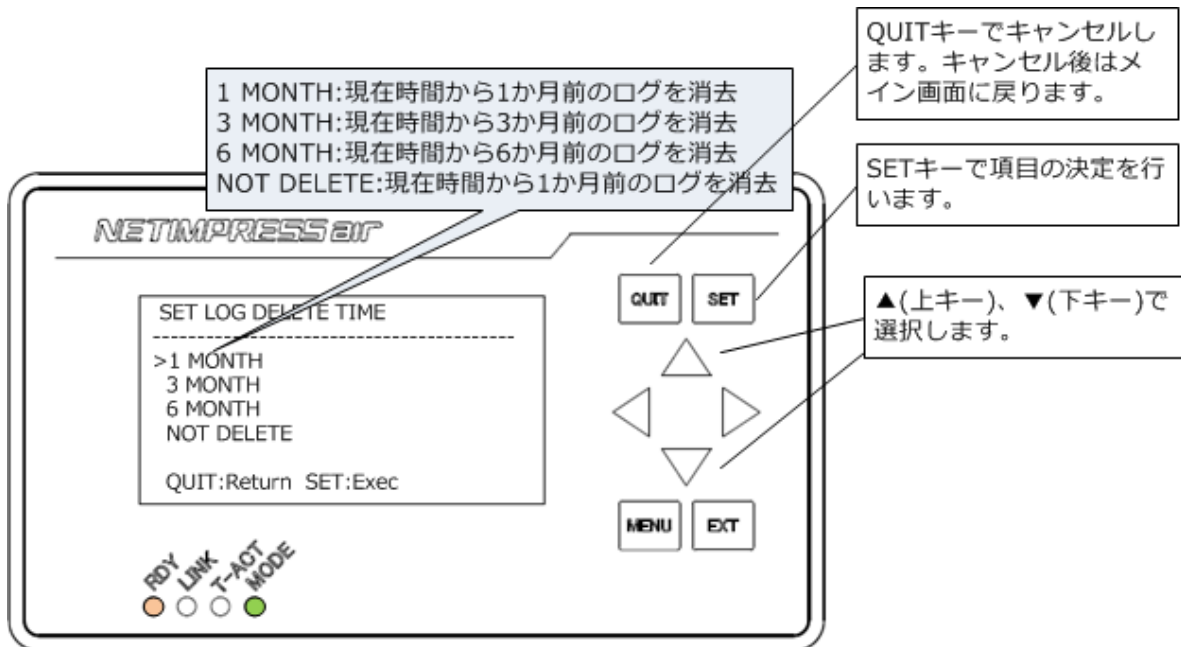 QUITキーでキャンセルし
ます。キャンセル後はメ
イン画面に戻ります。
1 MONTH:現在時間から1か月前のログを消去
3 MONTH:現在時間から3か月前のログを消去
6 MONTH:現在時間から6か月前のログを消去
NOT DELETE:現在時間から1か月前のログを消去
SETキーで項目の決定を行
います。
NETIMPRESS air
QUIT SET
▲(上キー)、▼(下キー)で
選択します。
SET LOG DELETE TIME
---------------------------------------
>1 MONTH
3 MONTH
6 MONTH
NOT DELETE
QUIT:Return SET:Exec
MENU EXT
RDY LINK T-ACT MODE